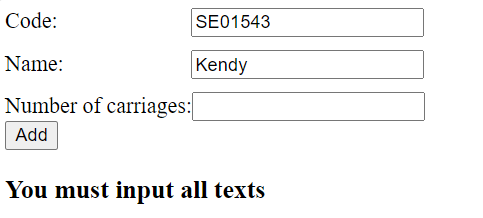 Code: SE01543
Name: Kendy
Number of carriages:
Add
You must input all texts